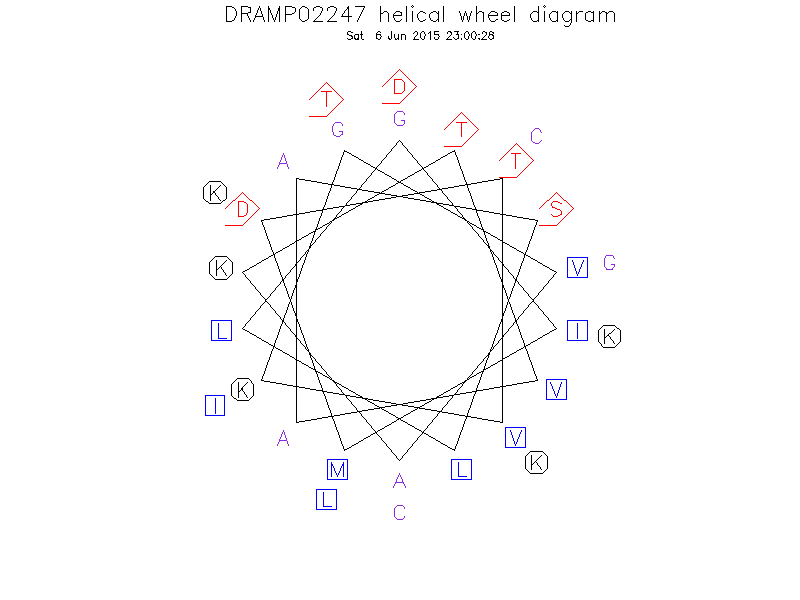 DRAMP02247 helical wheel diagram
Sat 6 Jun 2015 23:00:28
D
T
G
T
G
C
T
A
K
D
S
K
V
G
L
I
K
K
V
I
A
V
K
M
L
A
L
C